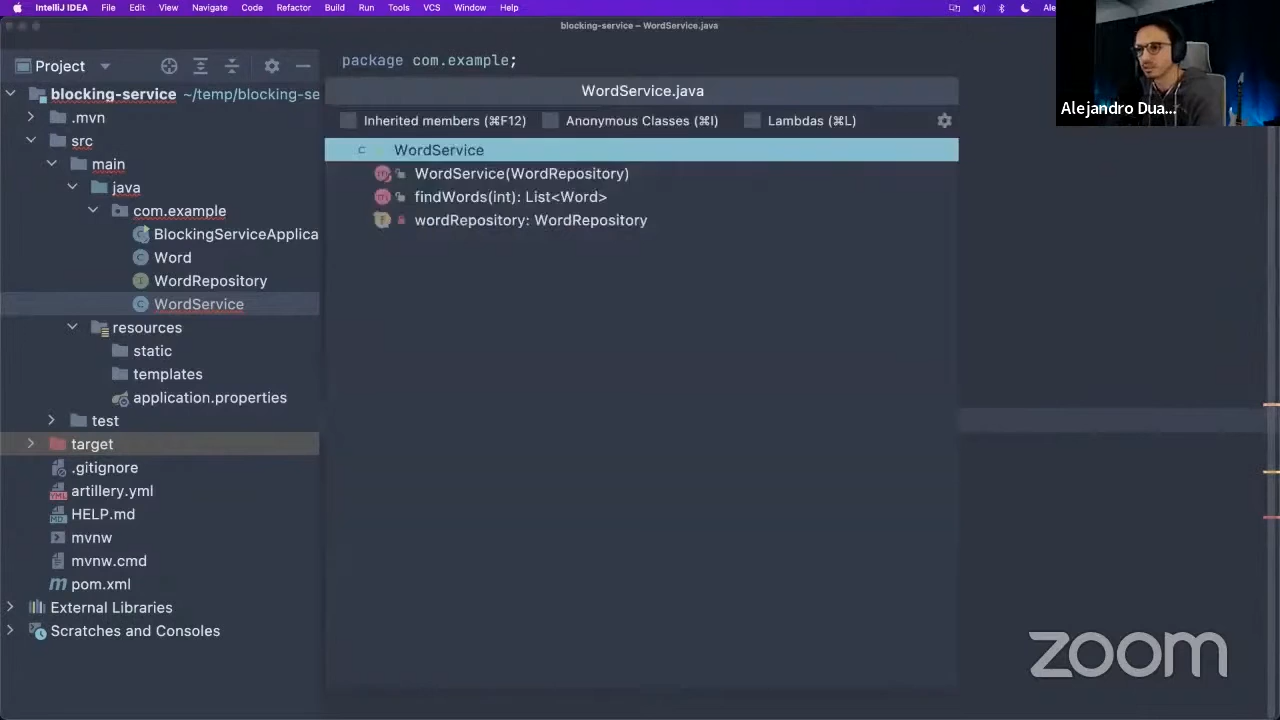 IntelliJ IDEA File Edit View Navigate Code Refactor Build Run Tools VCS Window Help Ale
blocking-service – WordService.java
Project
package com.example;
Alejandro Dua...
blocking-service ~/temp/blocking-se
.mvn
src
main
java
com.example
BlockingServiceApplica
Word
WordRepository
WordService
resources
static
templates
application.properties
test
target
.gitignore
artillery.yml
HELP.md
mvnw
mvnw.cmd
pom.xml
External Libraries
Scratches and Consoles
WordService.java
Inherited members (⌘F12) Anonymous Classes (⌘I) Lambdas (⌘L)
WordService
WordService(WordRepository)
findWords(int): List<Word>
wordRepository: WordRepository
zoom